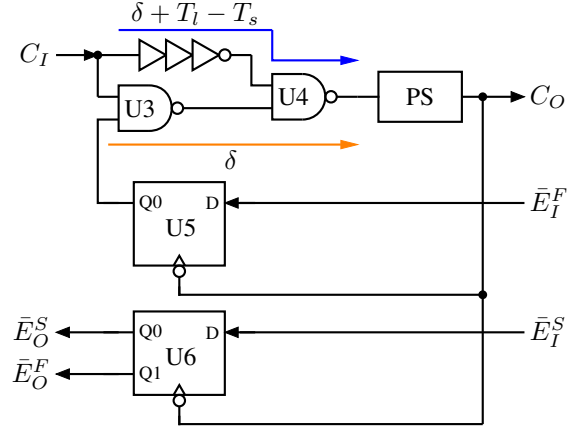 δ + T_l − T_s
C_I
U3
U4
PS
C_O
δ
Q0 D
U5
Ē_I^F
Q0 D
U6
Q1
Ē_O^S
Ē_O^F
Ē_I^S